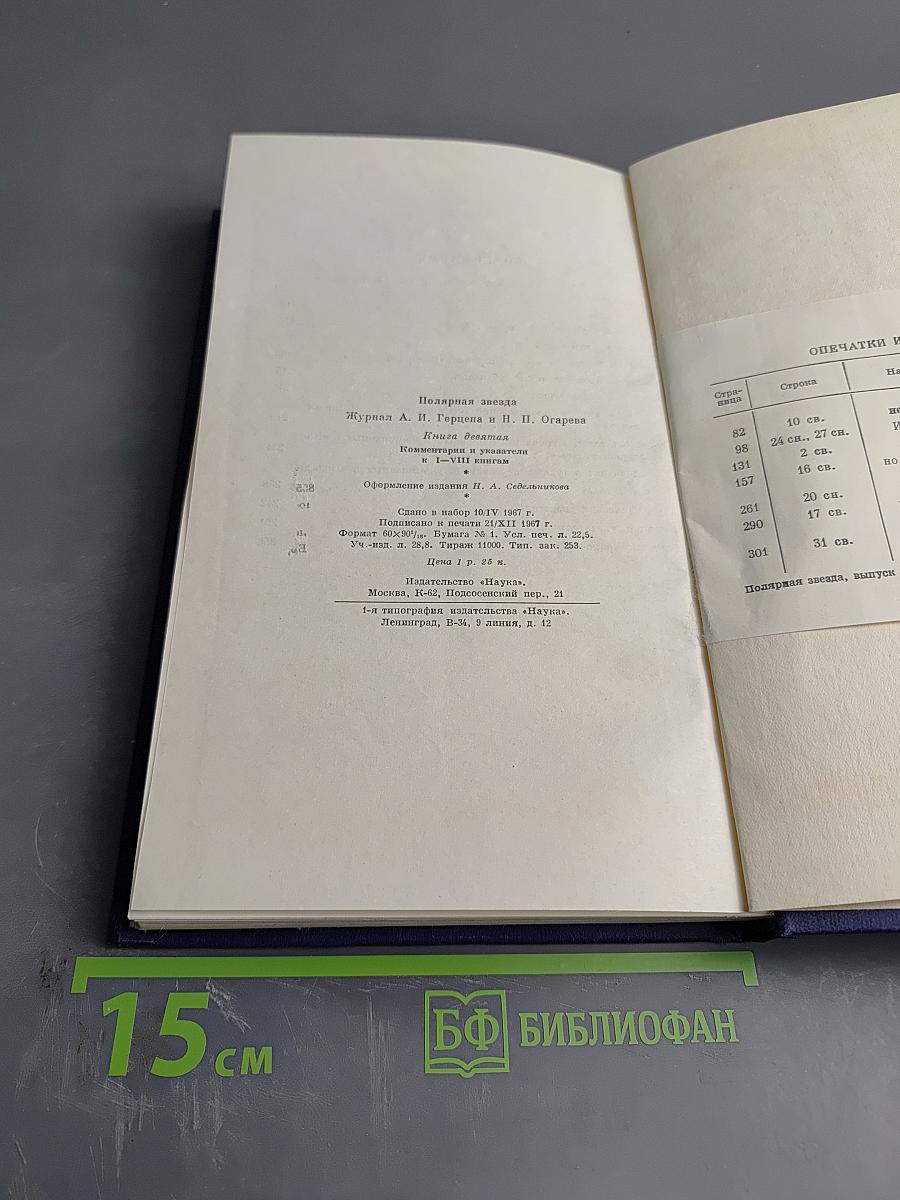 Полярная звезда
Журнал А. И. Герцена и Н. П. Огарева
Книга девятая
Комментарии и указатели
к I—VIII книгам
*
Оформление издания Н. А. Седельникова
*
Сдано в набор 10/IV 1967 г.
Подписано к печати 21/XII 1967 г.
Формат 60×90¹/₁₆. Бумага № 1. Усл. печ. л. 22,5.
Уч.-изд. л. 28,8. Тираж 11000. Тип. зак. 253.
Цена 1 р. 25 к.
Издательство «Наука».
Москва, К-62, Подсосенский пер., 21
1-я типография издательства «Наука».
Ленинград, В-34, 9 линия, д. 12
ОПЕЧАТКИ И
Стра-
ница
Строка
На
82 10 св. не
98 24 сн., 27 сн. И
131 2 св.
157 16 св. но
261 20 сн.
290 17 св.
301 31 св.
Полярная звезда, выпуск
15 см
БФ БИБЛИОФАН